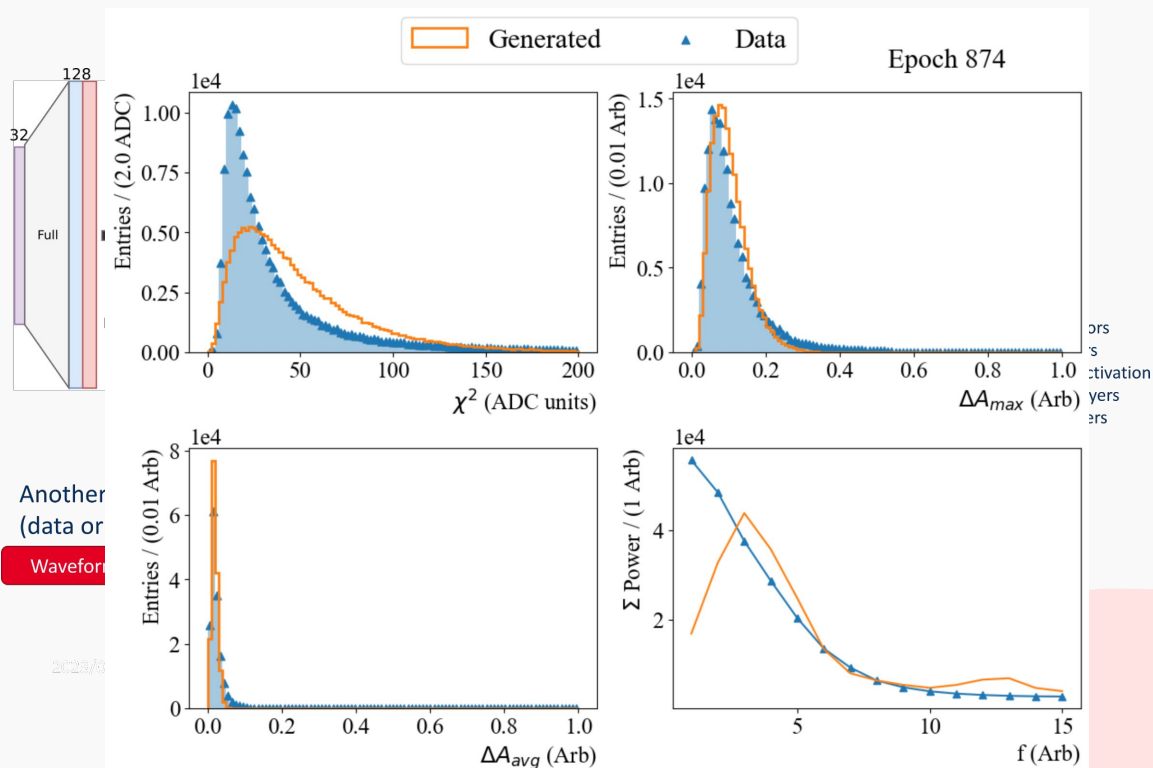 Generated
Data
Epoch 874
128
32
Full
1e4
Entries / (2.0 ADC)
1.00
0.75
0.50
0.25
0.00
0
50
100
150
200
χ² (ADC units)
1e4
Entries / (0.01 Arb)
1.5
1.0
0.5
0.0
0.0
0.2
0.4
0.6
0.8
1.0
ΔA_max (Arb)
ors
rs
ctivation
yers
ers
Another
(data or
Wavefor
1e4
Entries / (0.01 Arb)
8
6
4
2
0
0.0
0.2
0.4
0.6
0.8
1.0
ΔA_avg (Arb)
1e4
Σ Power / (1 Arb)
4
2
5
10
15
f (Arb)